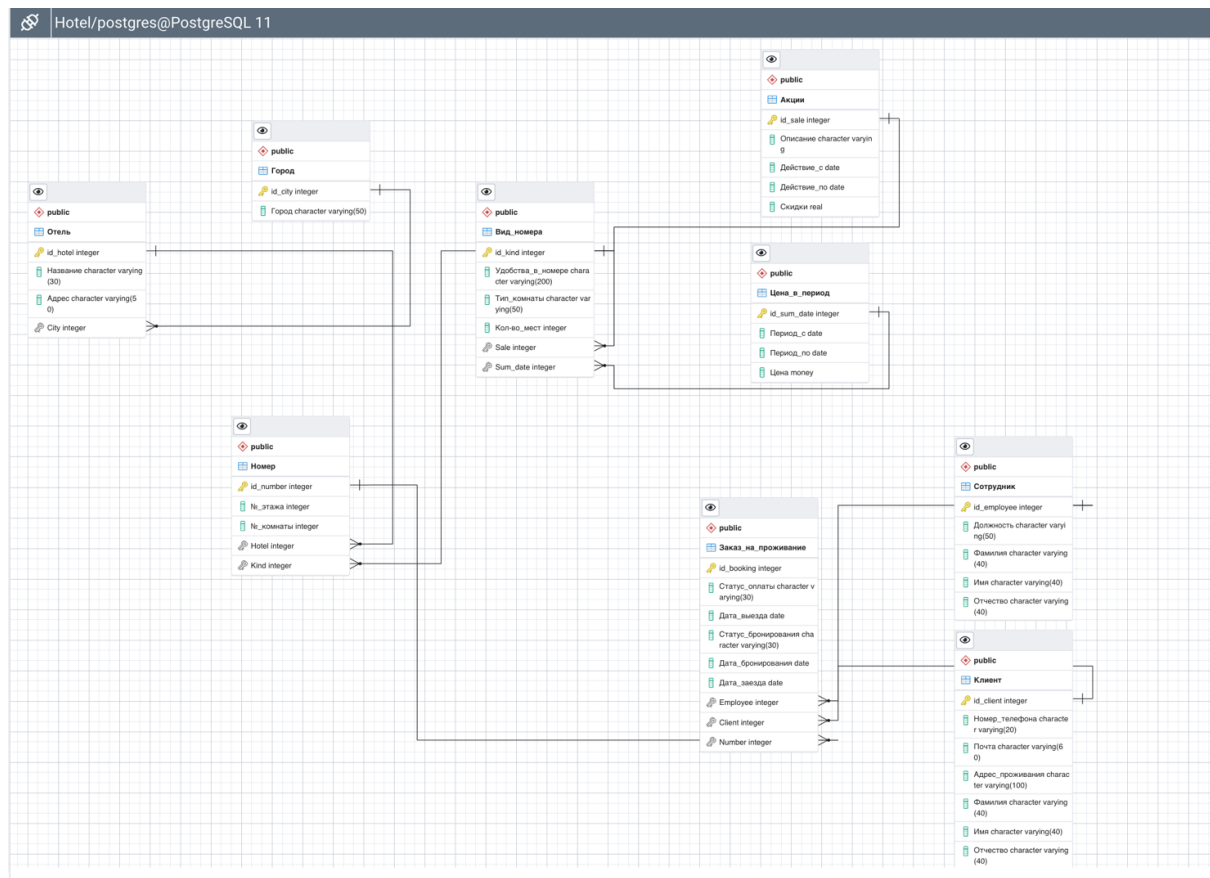 Hotel/postgres@PostgreSQL 11
public
Акции
id_sale integer
Описание character varyin
g
Действие_с date
Действие_по date
Скидки real
public
Город
id_city integer
Город character varying(50)
public
Отель
id_hotel integer
Название character varying
(30)
Адрес character varying(5
0)
City integer
public
Вид_номера
id_kind integer
Удобства_в_номере chara
cter varying(200)
Тип_комнаты character var
ying(50)
Кол-во_мест integer
Sale integer
Sum_date integer
public
Цена_в_период
id_sum_date integer
Период_с date
Период_по date
Цена money
public
Номер
id_number integer
№_этажа integer
№_комнаты integer
Hotel integer
Kind integer
public
Заказ_на_проживание
id_booking integer
Статус_оплаты character v
arying(30)
Дата_выезда date
Статус_бронирования cha
racter varying(30)
Дата_бронирования date
Дата_заезда date
Employee integer
Client integer
Number integer
public
Сотрудник
id_employee integer
Должность character varyi
ng(50)
Фамилия character varying
(40)
Имя character varying(40)
Отчество character varying
(40)
public
Клиент
id_client integer
Номер_телефона characte
r varying(20)
Почта character varying(6
0)
Адрес_проживания charac
ter varying(100)
Фамилия character varying
(40)
Имя character varying(40)
Отчество character varying
(40)